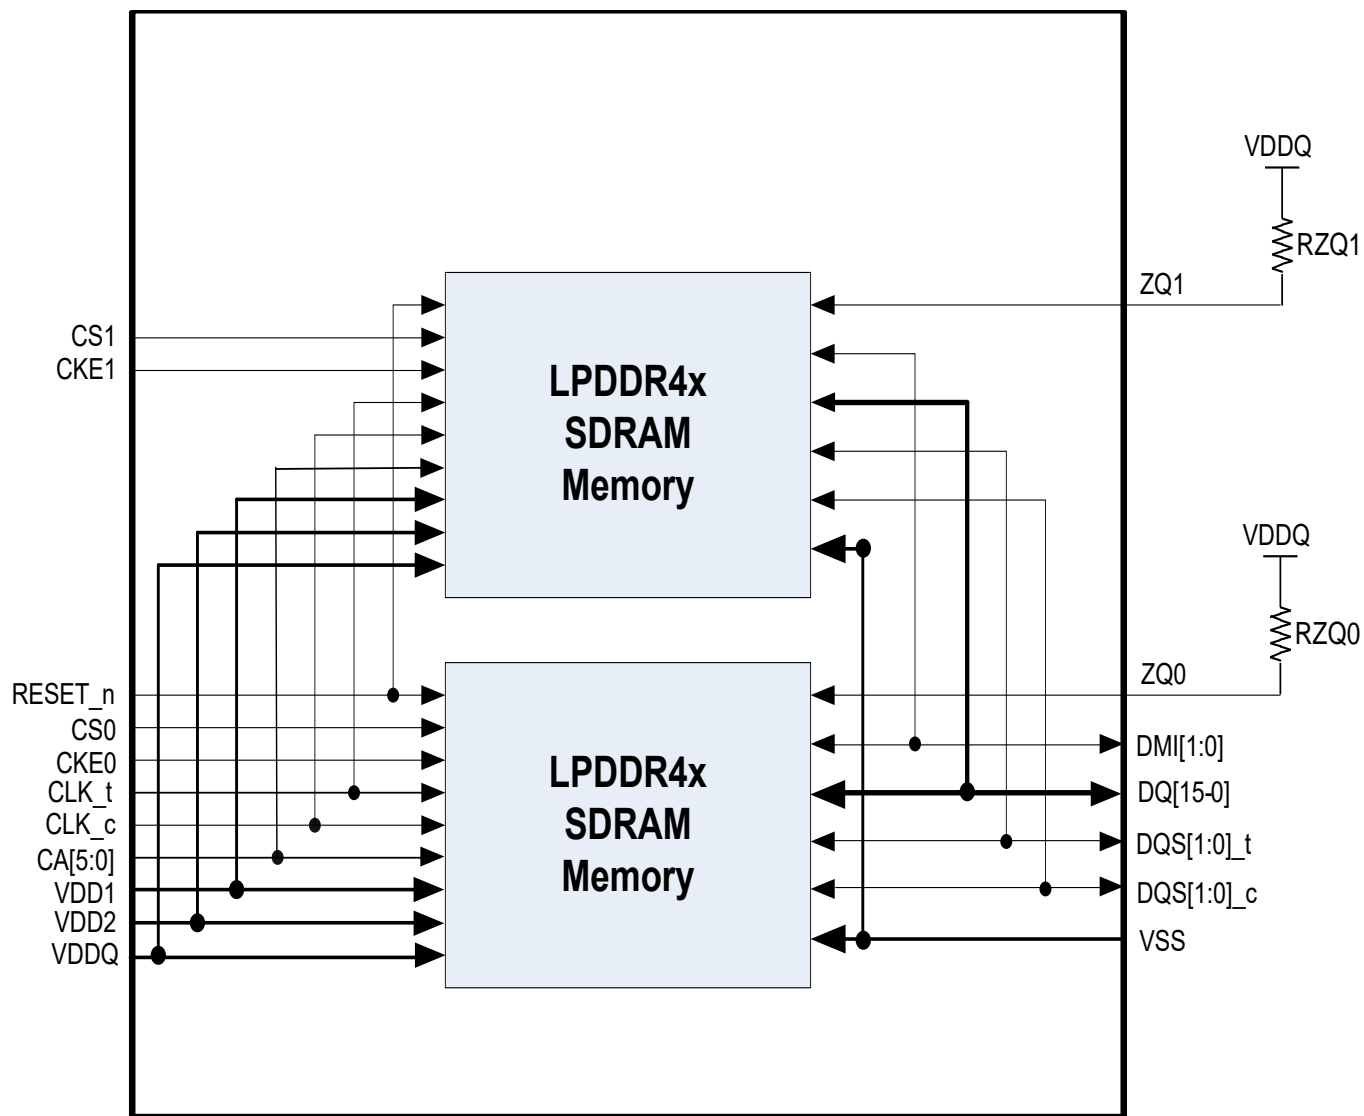 VDDQ
RZQ1
ZQ1
CS1
CKE1
LPDDR4x
SDRAM
Memory
VDDQ
RZQ0
ZQ0
RESET_n
CS0
CKE0
CLK_t
CLK_c
CA[5:0]
VDD1
VDD2
VDDQ
LPDDR4x
SDRAM
Memory
DMI[1:0]
DQ[15-0]
DQS[1:0]_t
DQS[1:0]_c
VSS